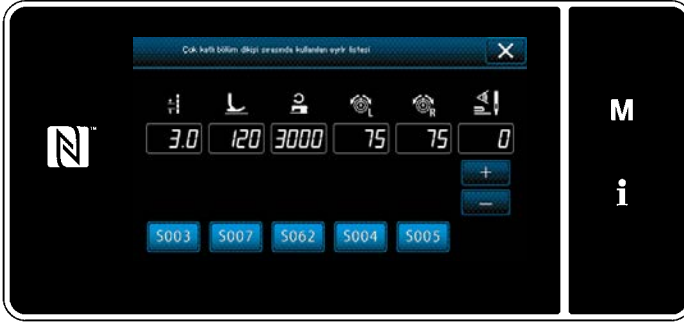 Çok katlı bölüm dikişi sırasında kullanılan ayrlr listesi
M
L R
3.0 120 3000 75 75 0
+
i
−
S003 S007 S062 S004 S005